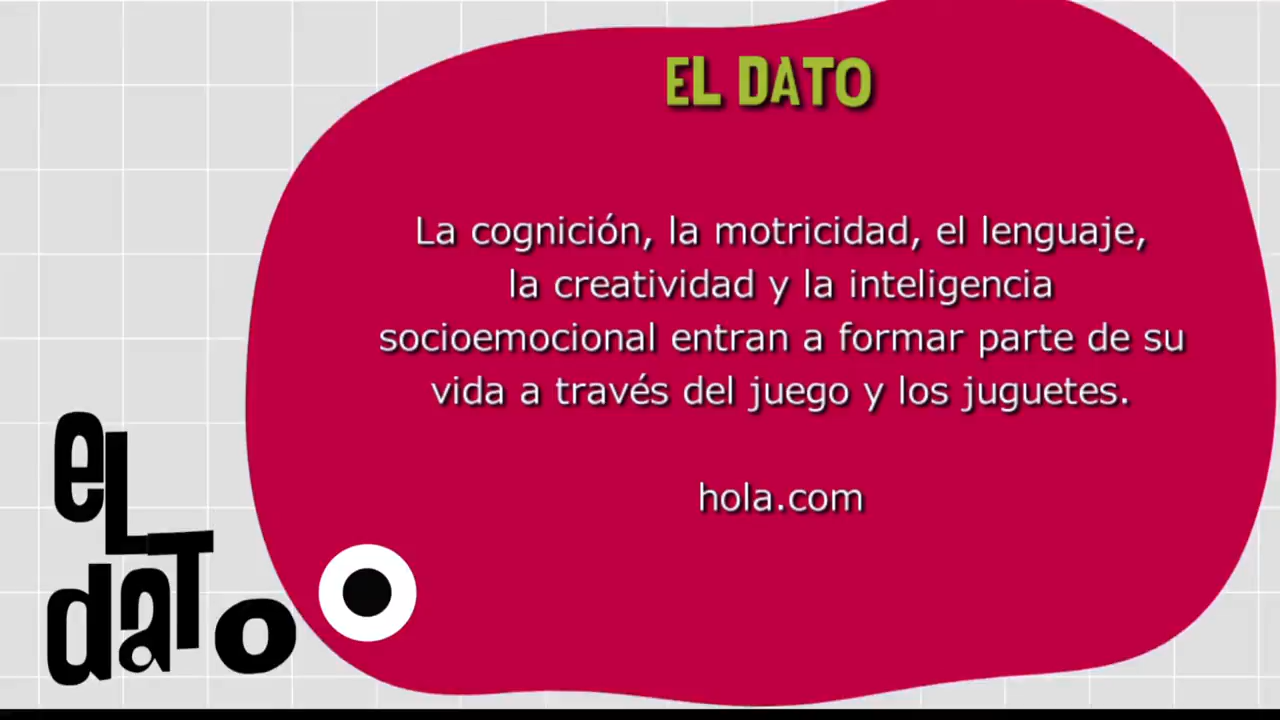 EL DATO
La cognición, la motricidad, el lenguaje,
la creatividad y la inteligencia
socioemocional entran a formar parte de su
vida a través del juego y los juguetes.
hola.com
eL
daTo